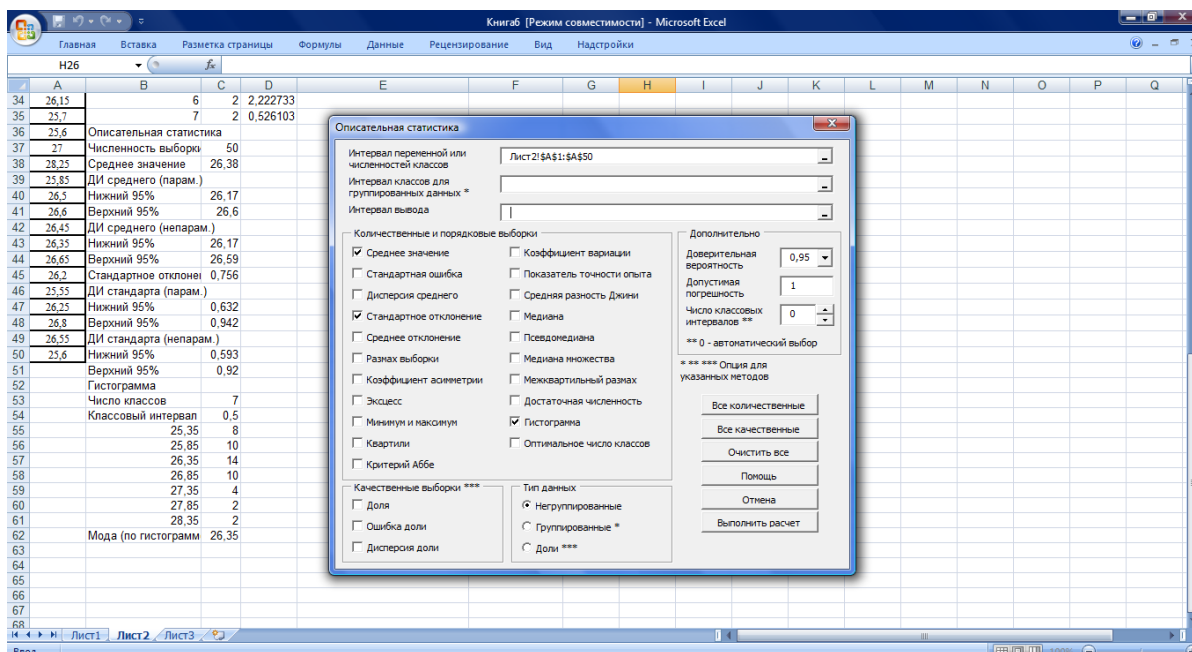 Книга6 [Режим совместимости] - Microsoft Excel
Главная Вставка Разметка страницы Формулы Данные Рецензирование Вид Надстройки
H26 fx
A B C D E F G H I J K L M N O P Q
34 26,15 6 2 2,222733
35 25,7 7 2 0,526103
36 25,6 Описательная статистика
37 27 Численность выборки 50
38 28,25 Среднее значение 26,38
39 25,85 ДИ среднего (парам.)
40 26,5 Нижний 95% 26,17
41 26,6 Верхний 95% 26,6
42 26,45 ДИ среднего (непарам.)
43 26,35 Нижний 95% 26,17
44 26,65 Верхний 95% 26,59
45 26,2 Стандартное отклоне 0,756
46 25,55 ДИ стандарта (парам.)
47 26,25 Нижний 95% 0,632
48 26,8 Верхний 95% 0,942
49 26,55 ДИ стандарта (непарам.)
50 25,6 Нижний 95% 0,593
51 Верхний 95% 0,92
52 Гистограмма
53 Число классов 7
54 Классовый интервал 0,5
55 25,35 8
56 25,85 10
57 26,35 14
58 26,85 10
59 27,35 4
60 27,85 2
61 28,35 2
62 Мода (по гистограмм 26,35
63
64
65
66
67
68
Описательная статистика
Интервал переменной или
численностей классов
Лист2!$A$1:$A$50
Интервал классов для
группированных данных *
Интервал вывода
Количественные и порядковые выборки
Среднее значение
Стандартная ошибка
Дисперсия среднего
Стандартное отклонение
Среднее отклонение
Размах выборки
Коэффициент асимметрии
Эксцесс
Минимум и максимум
Квартили
Критерий Аббе
Коэффициент вариации
Показатель точности опыта
Средняя разность Джини
Медиана
Псевдомедиана
Медиана множества
Межквартильный размах
Достаточная численность
Гистограмма
Оптимальное число классов
Дополнительно
Доверительная
вероятность
0,95
Допустимая
погрешность
1
Число классовых
интервалов **
0
** 0 - автоматический выбор
* ** *** Опция для
указанных методов
Все количественные
Все качественные
Очистить все
Помощь
Отмена
Выполнить расчет
Качественные выборки ***
Доля
Ошибка доли
Дисперсия доли
Тип данных
Негруппированные
Группированные *
Доли ***
Лист1 Лист2 Лист3
Ввод 100%